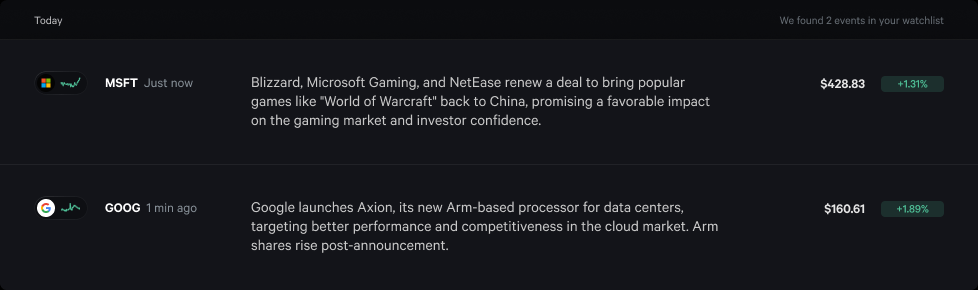 Today
We found 2 events in your watchlist
MSFT Just now
Blizzard, Microsoft Gaming, and NetEase renew a deal to bring popular
games like "World of Warcraft" back to China, promising a favorable impact
on the gaming market and investor confidence.
$428.83 +1.31%
GOOG 1 min ago
Google launches Axion, its new Arm-based processor for data centers,
targeting better performance and competitiveness in the cloud market. Arm
shares rise post-announcement.
$160.61 +1.89%